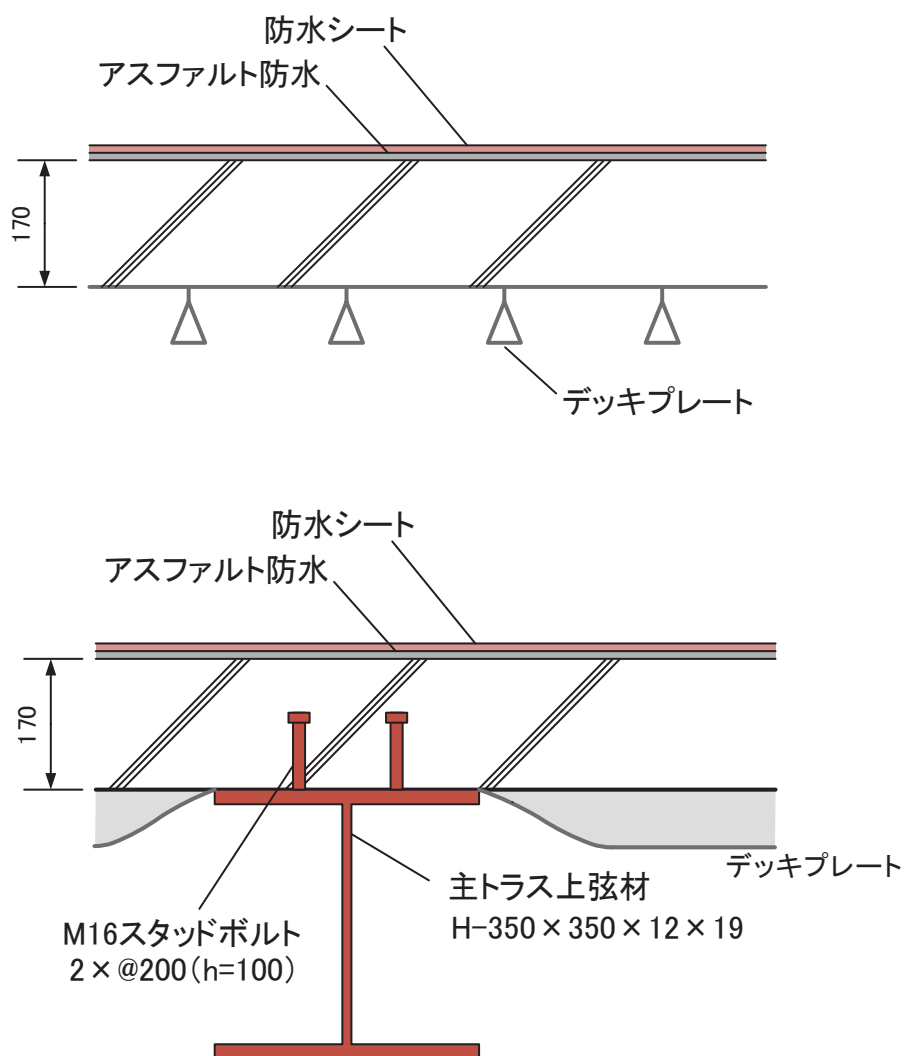 防水シート
アスファルト防水
170
デッキプレート
防水シート
アスファルト防水
170
デッキプレート
主トラス上弦材
H-350×350×12×19
M16スタッドボルト
2×@200(h=100)